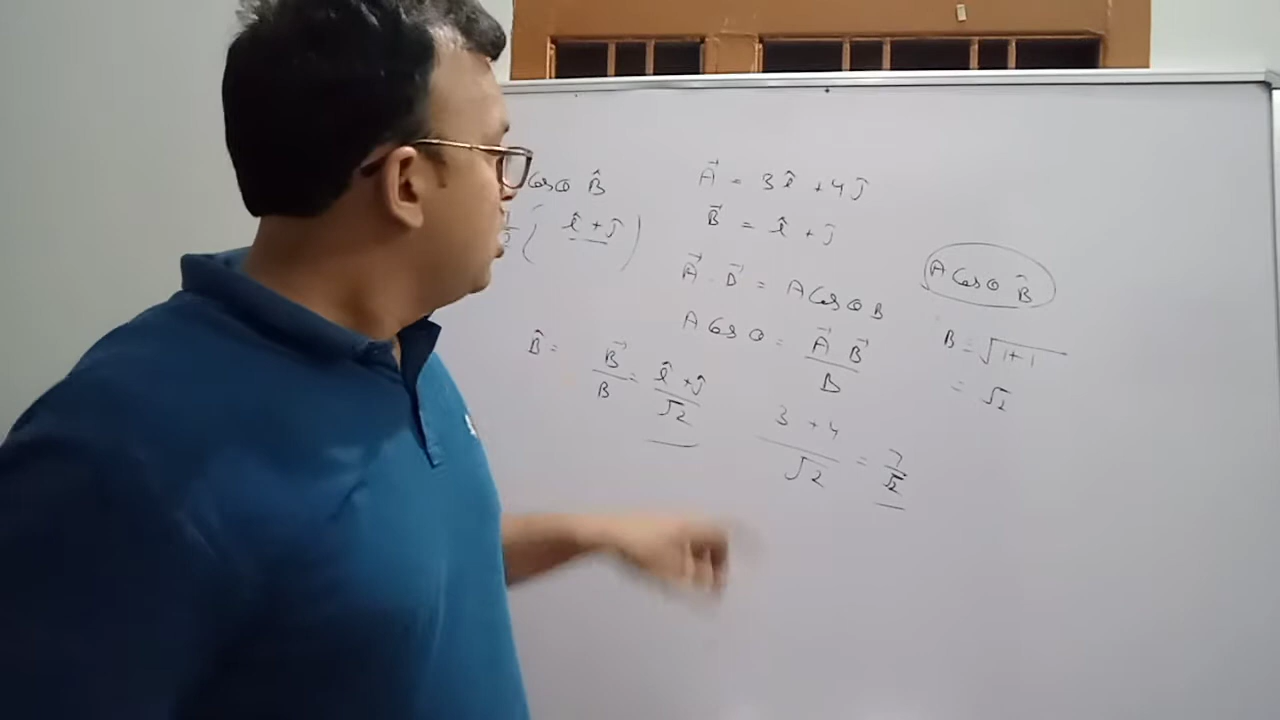 Cosθ B̂
( î + ĵ )
A⃗ = 3î + 4ĵ
B⃗ = î + ĵ
A⃗ . B⃗ = A Cosθ B
A Cosθ = A⃗ B⃗ / B
3 + 4 / √2 = 7 / √2
B̂ = B⃗ / B = î + ĵ / √2
A Cosθ B̂
B = √1+1
= √2